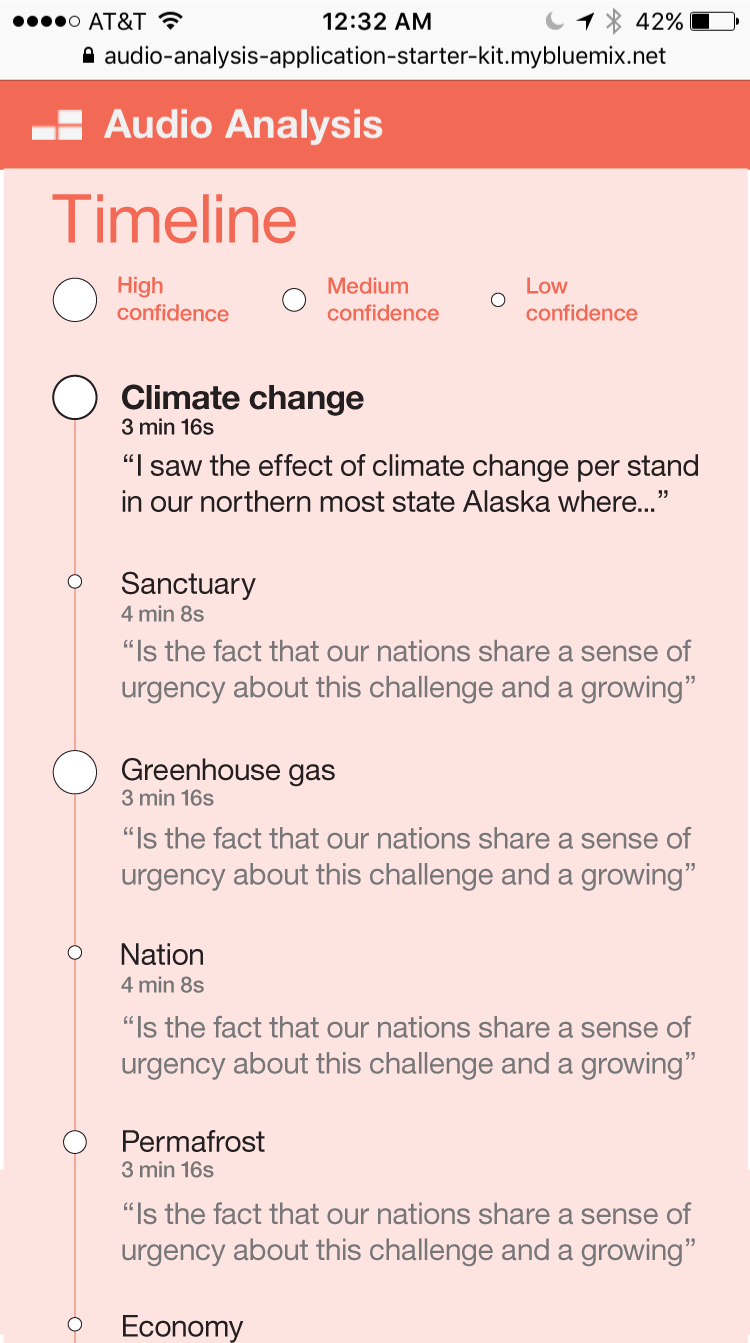 AT&T 12:32 AM 42%
audio-analysis-application-starter-kit.mybluemix.net
Audio Analysis
Timeline
High
confidence
Medium
confidence
Low
confidence
Climate change
3 min 16s
“I saw the effect of climate change per stand
in our northern most state Alaska where...”
Sanctuary
4 min 8s
“Is the fact that our nations share a sense of
urgency about this challenge and a growing”
Greenhouse gas
3 min 16s
“Is the fact that our nations share a sense of
urgency about this challenge and a growing”
Nation
4 min 8s
“Is the fact that our nations share a sense of
urgency about this challenge and a growing”
Permafrost
3 min 16s
“Is the fact that our nations share a sense of
urgency about this challenge and a growing”
Economy